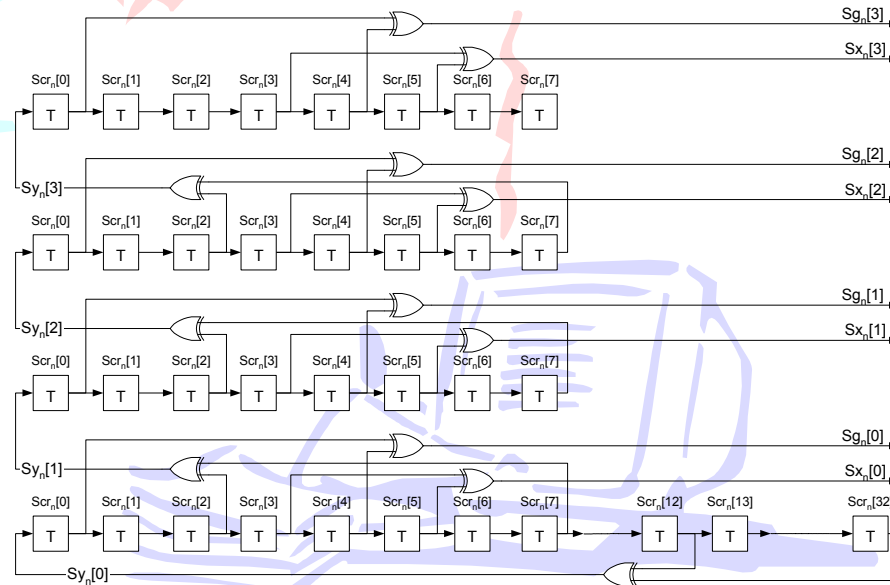 Sgₙ[3]
Sxₙ[3]
Scrₙ[0] Scrₙ[1] Scrₙ[2] Scrₙ[3] Scrₙ[4] Scrₙ[5] Scrₙ[6] Scrₙ[7]
T T T T T T T T
Sgₙ[2]
Syₙ[3] Sxₙ[2]
Scrₙ[0] Scrₙ[1] Scrₙ[2] Scrₙ[3] Scrₙ[4] Scrₙ[5] Scrₙ[6] Scrₙ[7]
T T T T T T T T
Sgₙ[1]
Syₙ[2] Sxₙ[1]
Scrₙ[0] Scrₙ[1] Scrₙ[2] Scrₙ[3] Scrₙ[4] Scrₙ[5] Scrₙ[6] Scrₙ[7]
T T T T T T T T
Sgₙ[0]
Syₙ[1] Sxₙ[0]
Scrₙ[0] Scrₙ[1] Scrₙ[2] Scrₙ[3] Scrₙ[4] Scrₙ[5] Scrₙ[6] Scrₙ[7] Scrₙ[12] Scrₙ[13] Scrₙ[32
T T T T T T T T T T T
Syₙ[0]